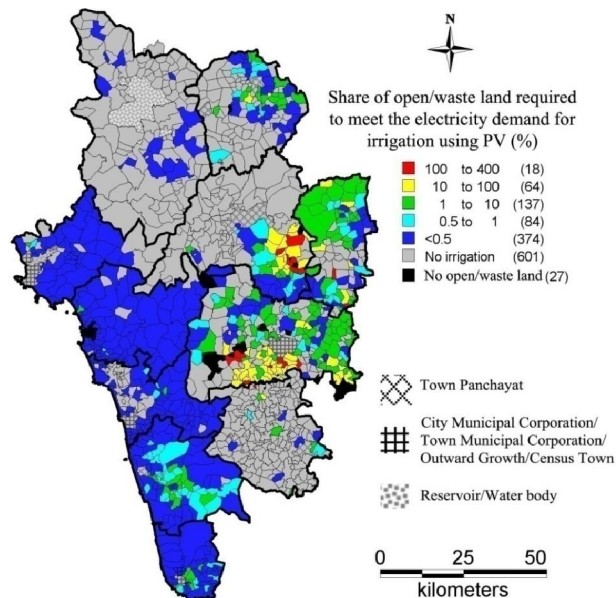 N
Share of open/waste land required
to meet the electricity demand for
irrigation using PV (%)
100 to 400 (18)
10 to 100 (64)
1 to 10 (137)
0.5 to 1 (84)
<0.5 (374)
No irrigation (601)
No open/waste land (27)
Town Panchayat
City Municipal Corporation/
Town Municipal Corporation/
Outward Growth/Census Town
Reservoir/Water body
0 25 50
kilometers